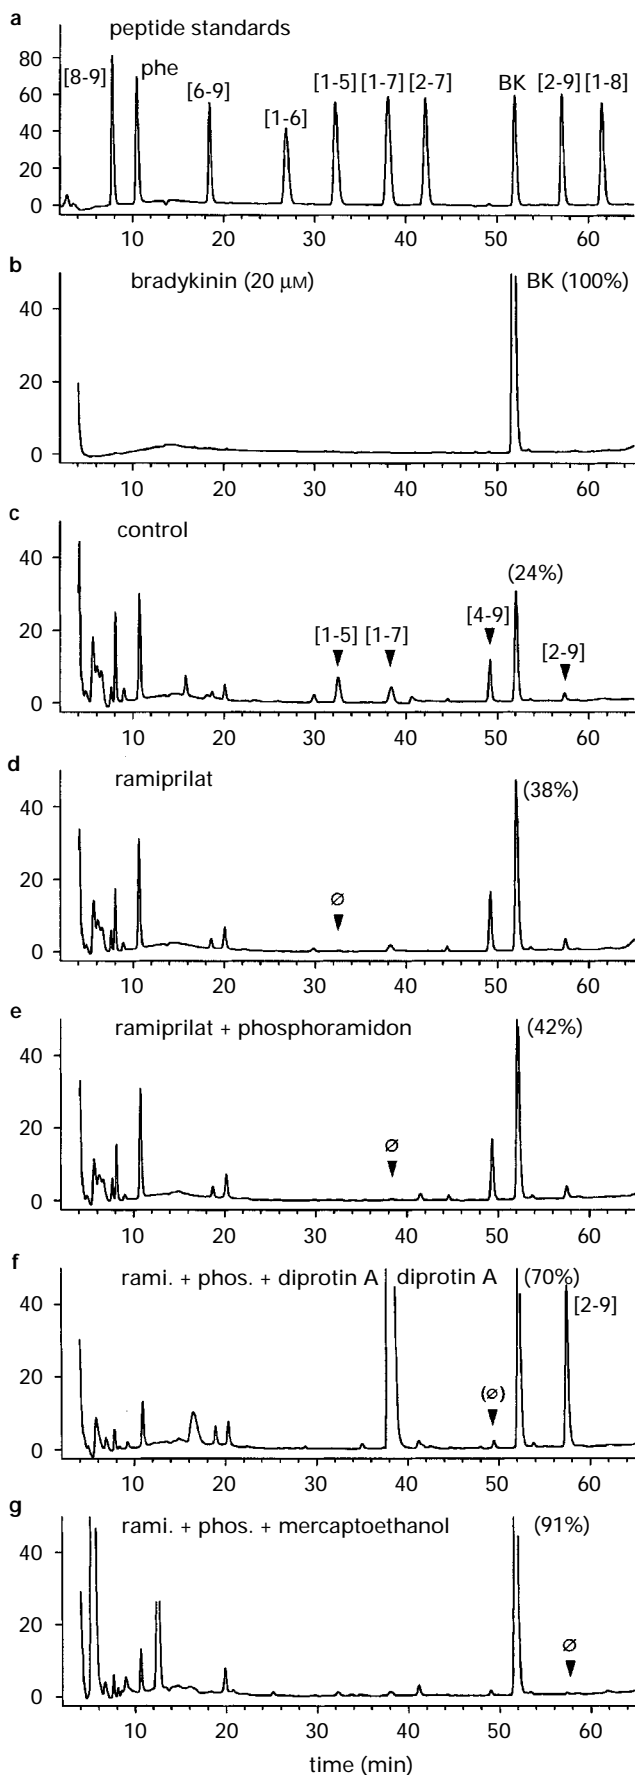 a
peptide standards
[8-9] phe [6-9] [1-6] [1-5] [1-7] [2-7] BK [2-9] [1-8]
80
60
40
20
0
10 20 30 40 50 60
b
bradykinin (20 μM) BK (100%)
40
20
0
10 20 30 40 50 60
c
control
(24%)
[1-5] [1-7] [4-9] [2-9]
40
20
0
10 20 30 40 50 60
d
ramiprilat
(38%)
∅
40
20
0
10 20 30 40 50 60
e
ramiprilat + phosphoramidon (42%)
∅
40
20
0
10 20 30 40 50 60
f
rami. + phos. + diprotin A diprotin A (70%)
[2-9]
(∅)
40
20
0
10 20 30 40 50 60
g
rami. + phos. + mercaptoethanol (91%)
∅
40
20
0
10 20 30 40 50 60
time (min)